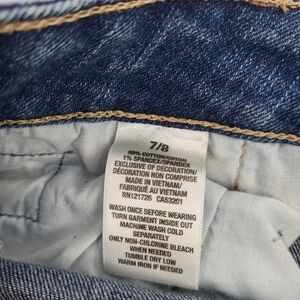 7/8
99% COTTON/COTON
1% SPANDEX/SPANDEX
EXCLUSIVE OF DECORATION/
DÉCORATION NON COMPRISE
MADE IN VIETNAM/
FABRIQUÉ AU VIETNAM
RN121726 CA53201
WASH ONCE BEFORE WEARING
TURN GARMENT INSIDE OUT
MACHINE WASH COLD
SEPARATELY
ONLY NON-CHLORINE BLEACH
WHEN NEEDED
TUMBLE DRY LOW
WARM IRON IF NEEDED